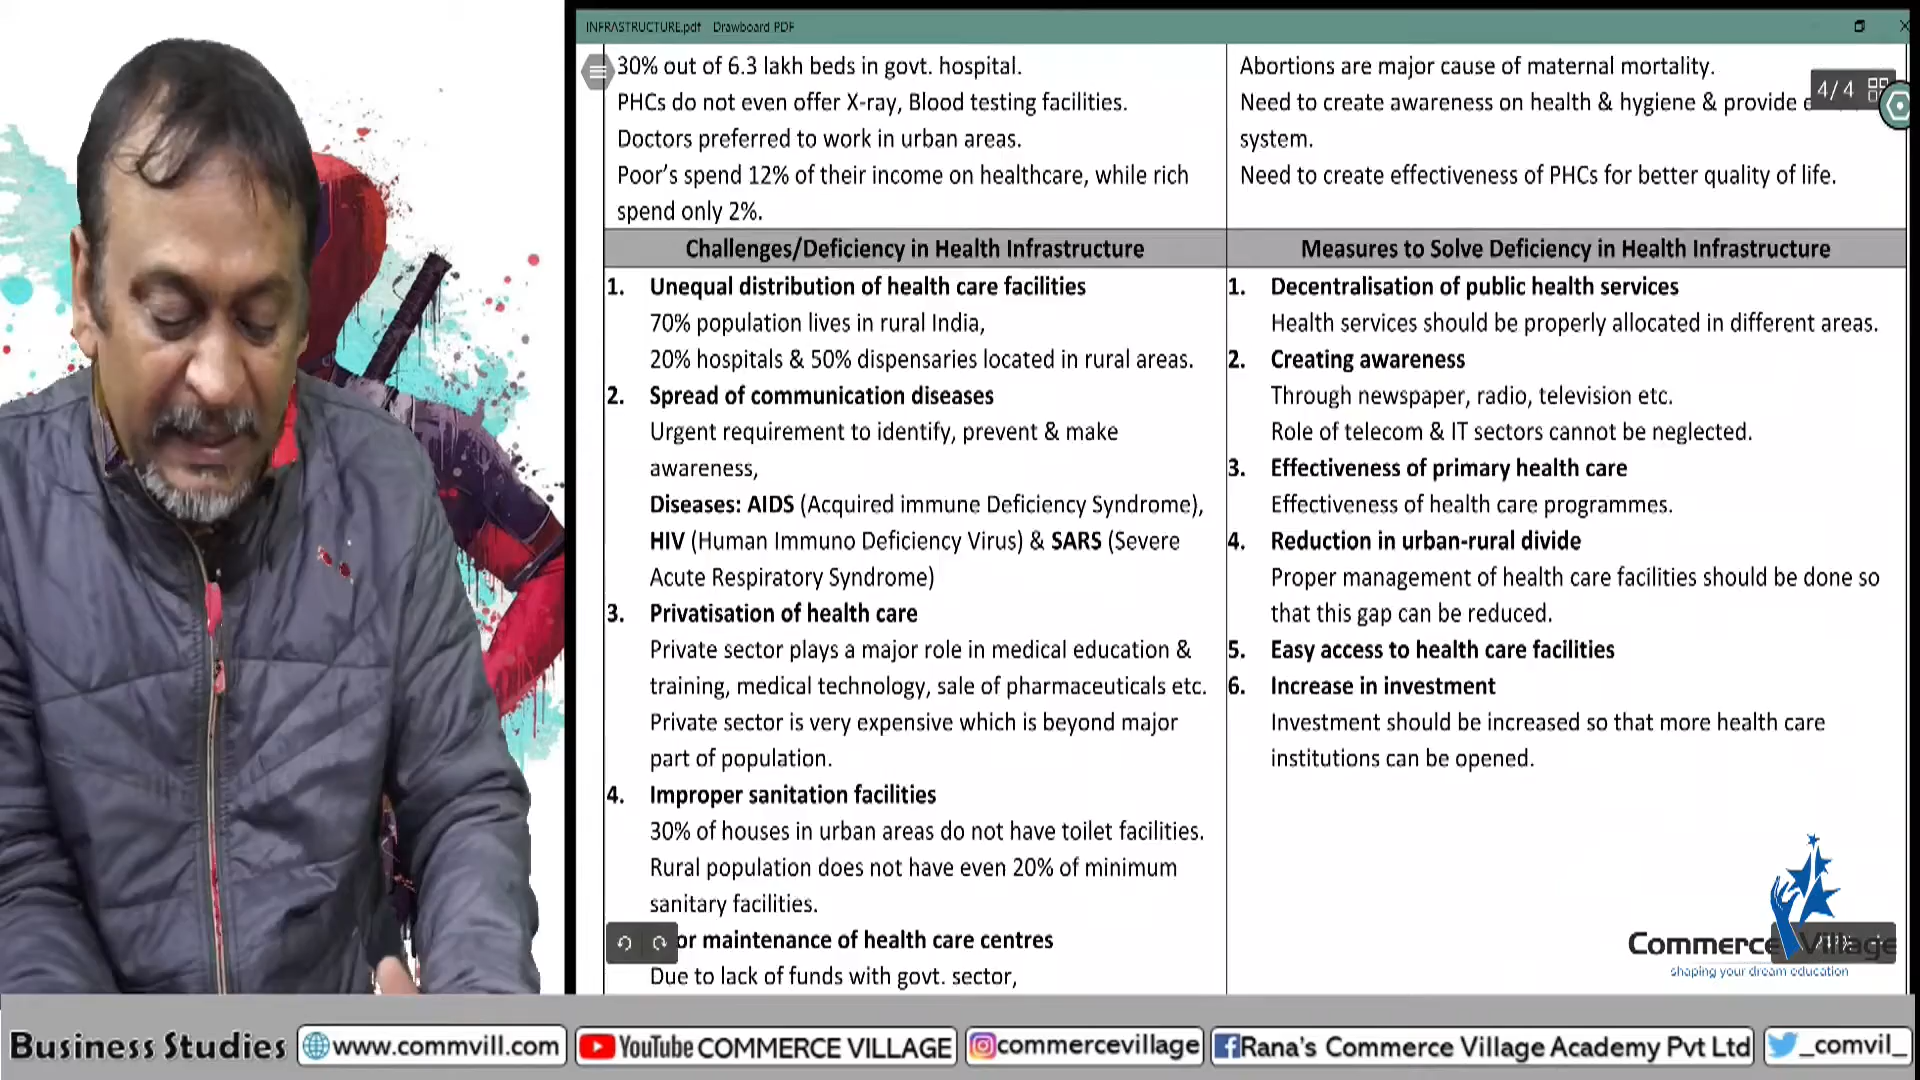 INFRASTRUCTURE.pdf Drawboard PDF
30% out of 6.3 lakh beds in govt. hospital.
PHCs do not even offer X-ray, Blood testing facilities.
Doctors preferred to work in urban areas.
Poor’s spend 12% of their income on healthcare, while rich
spend only 2%.
Abortions are major cause of maternal mortality.
4/4
Need to create awareness on health & hygiene & provide
system.
Need to create effectiveness of PHCs for better quality of life.
Challenges/Deficiency in Health Infrastructure
1. Unequal distribution of health care facilities
70% population lives in rural India,
20% hospitals & 50% dispensaries located in rural areas.
2. Spread of communication diseases
Urgent requirement to identify, prevent & make
awareness,
Diseases: AIDS (Acquired immune Deficiency Syndrome),
HIV (Human Immuno Deficiency Virus) & SARS (Severe
Acute Respiratory Syndrome)
3. Privatisation of health care
Private sector plays a major role in medical education &
training, medical technology, sale of pharmaceuticals etc.
Private sector is very expensive which is beyond major
part of population.
4. Improper sanitation facilities
30% of houses in urban areas do not have toilet facilities.
Rural population does not have even 20% of minimum
sanitary facilities.
or maintenance of health care centres
Due to lack of funds with govt. sector,
Measures to Solve Deficiency in Health Infrastructure
1. Decentralisation of public health services
Health services should be properly allocated in different areas.
2. Creating awareness
Through newspaper, radio, television etc.
Role of telecom & IT sectors cannot be neglected.
3. Effectiveness of primary health care
Effectiveness of health care programmes.
4. Reduction in urban-rural divide
Proper management of health care facilities should be done so
that this gap can be reduced.
5. Easy access to health care facilities
6. Increase in investment
Investment should be increased so that more health care
institutions can be opened.
Commerce Village
shaping your dream education
Business Studies www.commvill.com YouTube COMMERCE VILLAGE commercevillage Rana’s Commerce Village Academy Pvt Ltd _comvil_